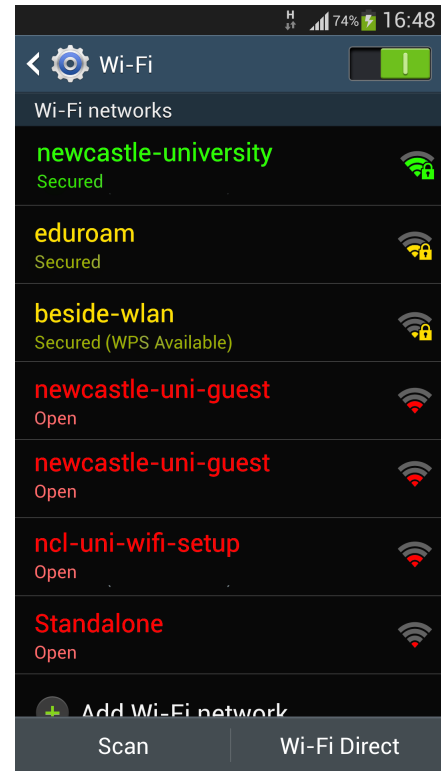 H
74% 16:48
Wi-Fi
Wi-Fi networks
newcastle-university
Secured
eduroam
Secured
beside-wlan
Secured (WPS Available)
newcastle-uni-guest
Open
newcastle-uni-guest
Open
ncl-uni-wifi-setup
Open
Standalone
Open
Add Wi-Fi network
Scan
Wi-Fi Direct